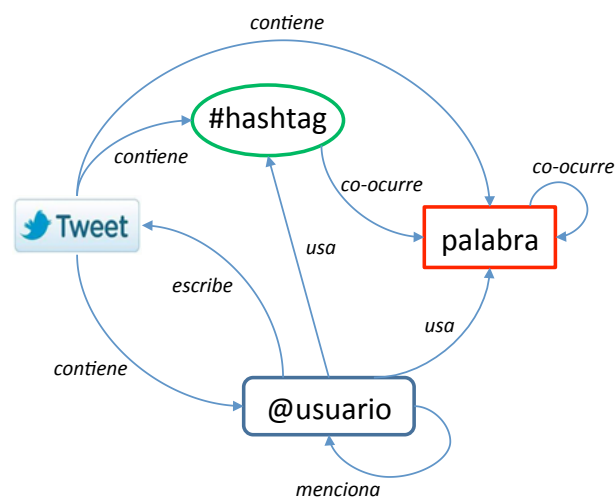 contiene
#hashtag
contiene
co-ocurre
co-ocurre
Tweet
palabra
usa
escribe
usa
contiene
@usuario
menciona